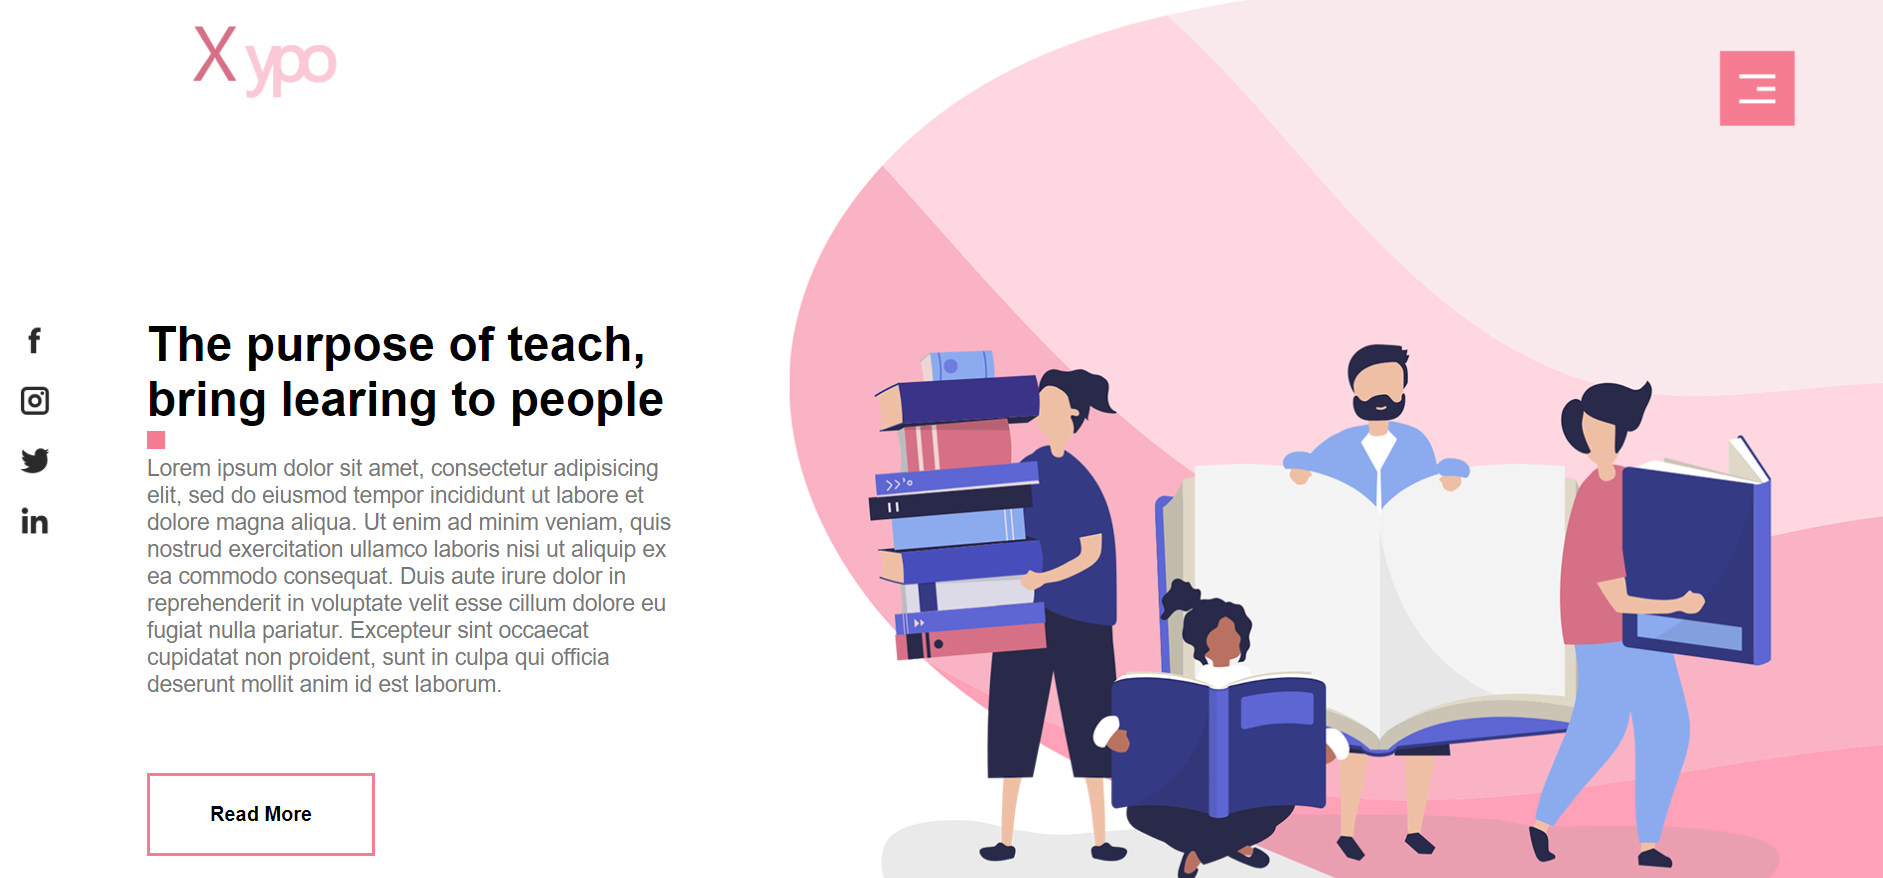 X ypo
The purpose of teach,
bring learing to people
Lorem ipsum dolor sit amet, consectetur adipisicing
elit, sed do eiusmod tempor incididunt ut labore et
dolore magna aliqua. Ut enim ad minim veniam, quis
nostrud exercitation ullamco laboris nisi ut aliquip ex
ea commodo consequat. Duis aute irure dolor in
reprehenderit in voluptate velit esse cillum dolore eu
fugiat nulla pariatur. Excepteur sint occaecat
cupidatat non proident, sunt in culpa qui officia
deserunt mollit anim id est laborum.
Read More